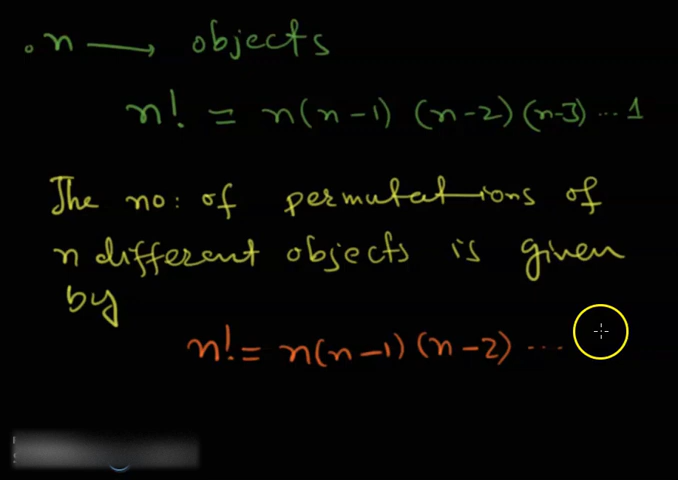 . n → objects
n! = n(n-1) (n-2) (n-3) ... 1
The no: of permutations of
n different objects is given
by
n! = n(n-1) (n-2) ...